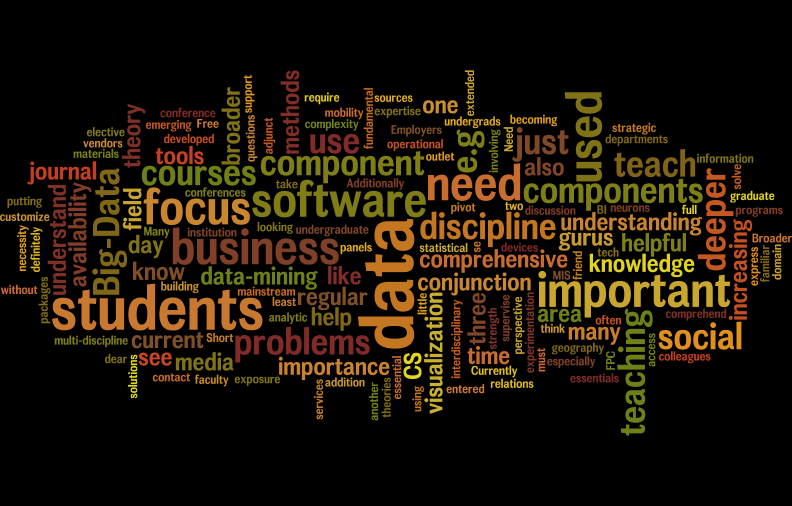 data
students
important
business
software
focus
need
discipline
component
components
courses
problems
used
teach
teaching
social
deeper
Big-Data
just
use
e.g
one
methods
broader
theory
tools
journal
field
day
know
understand
availability
data-mining
like
regular
help
current
see
media
importance
CS
visualization
time
three
area
many
knowledge
helpful
gurus
understanding
comprehensive
conjunction
increasing
also
conference
emerging
Free
developed
elective
vendors
materials
putting
customize
necessity
definitely
without
packages
multi-discipline
dear
solutions
contact
faculty
Short
exposure
services
addition
another
theories
essential
using
entered
relations
Currently
interdisciplinary
little
strength
supervise
perspective
experimentation
must
think
often
geography
especially
essentials
FPC
access
colleagues
comprehend
express
familiar
domain
Broader
programs
graduate
solve
information
departments
strategic
becoming
Need
involving
undergrads
extended
outlet
operational
Employers
expertise
sources
fundamental
mobility
complexity
require
adjunct
questions
support
conferences
take
Additionally
looking
undergraduate
institution
Many
panels
building
mainstream
least
analytic
pivot
two
discussion
BI
neurons
full
statistical
se
devices
tech
friend
MIS